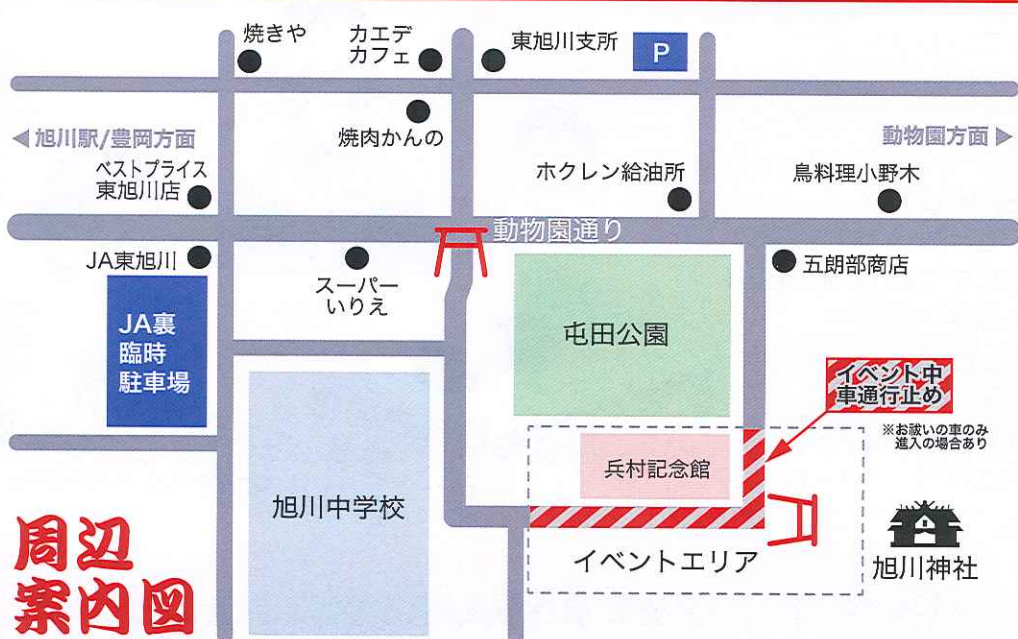 焼きや
カエデ
カフェ
東旭川支所
P
焼肉かんの
◀旭川駅/豊岡方面
動物園方面▶
ベストプライス
東旭川店
ホクレン給油所
鳥料理小野木
動物園通り
JA東旭川
スーパー
いりえ
五朗部商店
JA裏
臨時
駐車場
屯田公園
イベント中
車通行止め
※お祓いの車のみ
進入の場合あり
兵村記念館
旭川中学校
イベントエリア
旭川神社
周辺
案内図